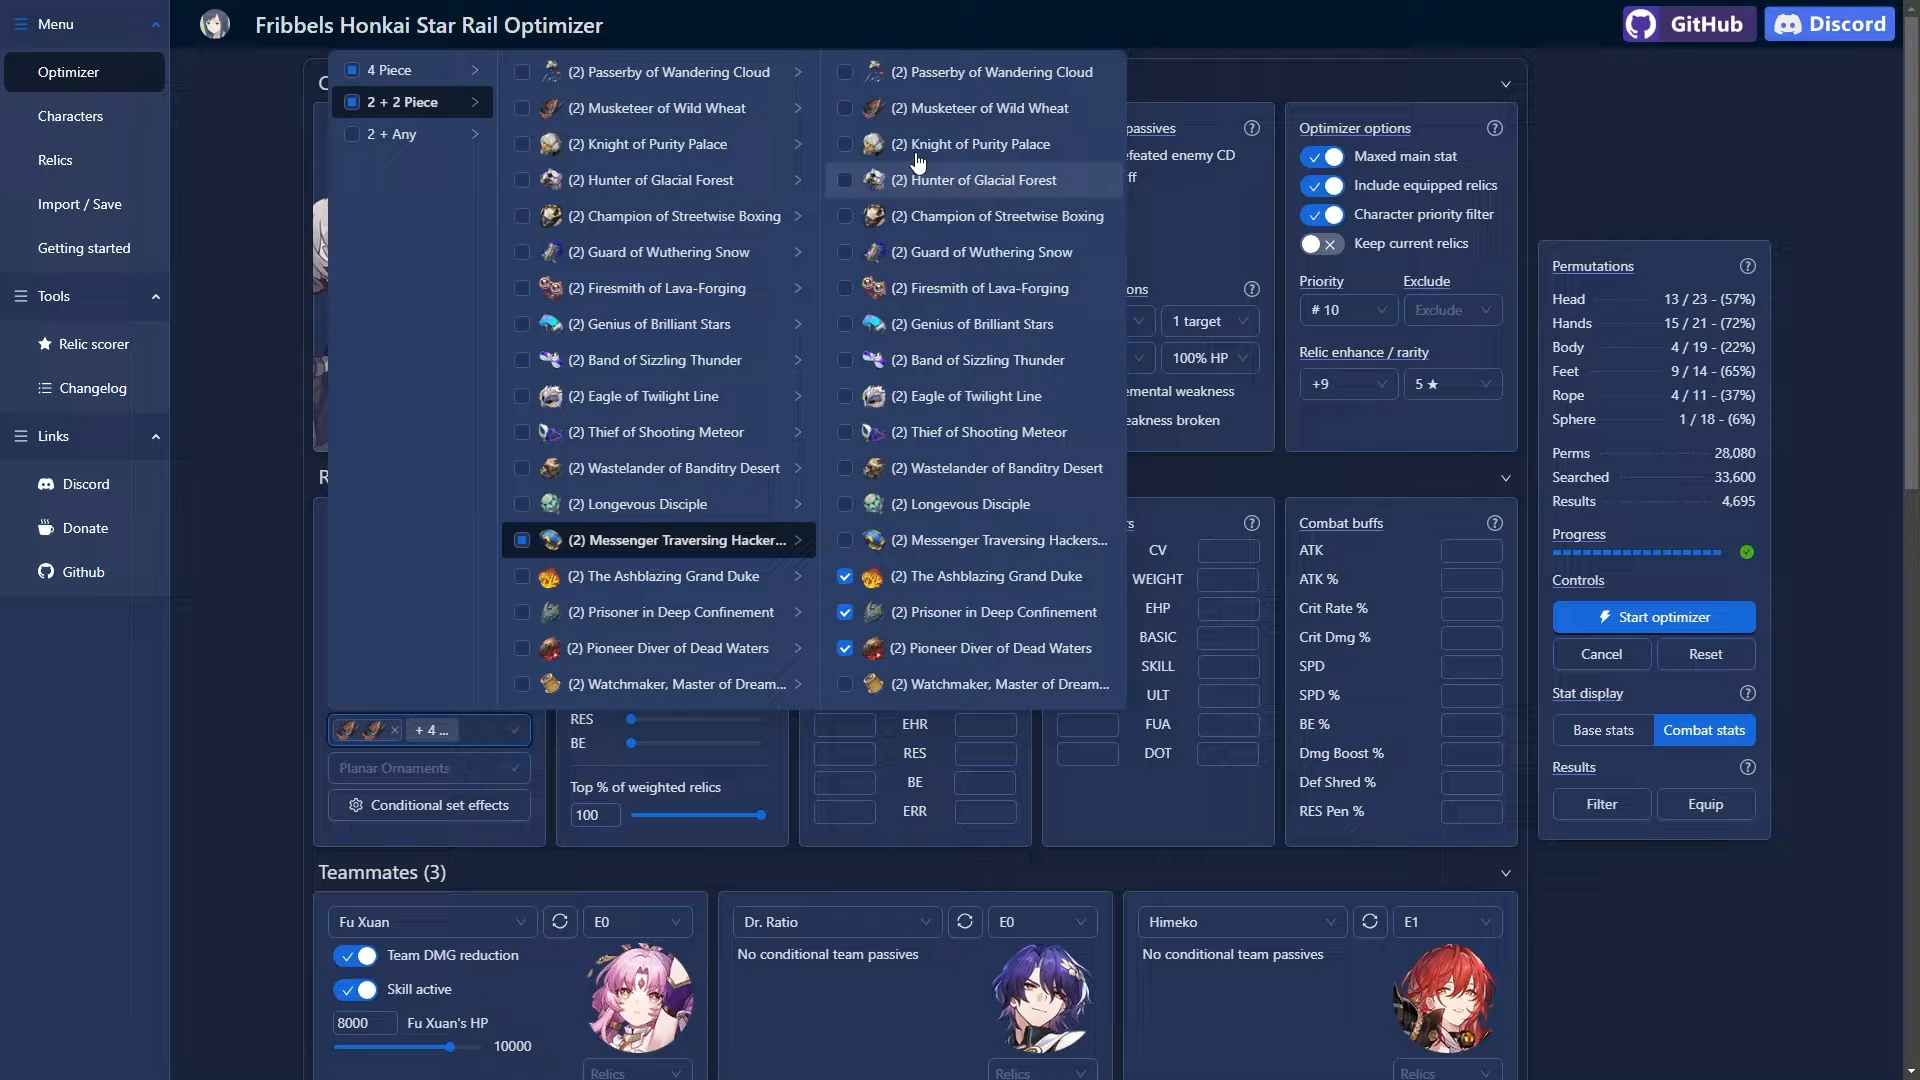 Menu
Fribbels Honkai Star Rail Optimizer
GitHub
Discord
Optimizer
Characters
Relics
Import / Save
Getting started
Tools
Relic scorer
Changelog
Links
Discord
Donate
Github
4 Piece
2 + 2 Piece
2 + Any
(2) Passerby of Wandering Cloud
(2) Musketeer of Wild Wheat
(2) Knight of Purity Palace
(2) Hunter of Glacial Forest
(2) Champion of Streetwise Boxing
(2) Guard of Wuthering Snow
(2) Firesmith of Lava-Forging
(2) Genius of Brilliant Stars
(2) Band of Sizzling Thunder
(2) Eagle of Twilight Line
(2) Thief of Shooting Meteor
(2) Wastelander of Banditry Desert
(2) Longevous Disciple
(2) Messenger Traversing Hacker...
(2) The Ashblazing Grand Duke
(2) Prisoner in Deep Confinement
(2) Pioneer Diver of Dead Waters
(2) Watchmaker, Master of Dream...
(2) Passerby of Wandering Cloud
(2) Musketeer of Wild Wheat
(2) Knight of Purity Palace
(2) Hunter of Glacial Forest
(2) Champion of Streetwise Boxing
(2) Guard of Wuthering Snow
(2) Firesmith of Lava-Forging
(2) Genius of Brilliant Stars
(2) Band of Sizzling Thunder
(2) Eagle of Twilight Line
(2) Thief of Shooting Meteor
(2) Wastelander of Banditry Desert
(2) Longevous Disciple
(2) Messenger Traversing Hackers...
(2) The Ashblazing Grand Duke
(2) Prisoner in Deep Confinement
(2) Pioneer Diver of Dead Waters
(2) Watchmaker, Master of Dream...
passives
efeated enemy CD
ff
ons
1 target
100% HP
emental weakness
eakness broken
Optimizer options
Maxed main stat
Include equipped relics
Character priority filter
Keep current relics
Priority Exclude
# 10 Exclude
Relic enhance / rarity
+9 5 ★
Permutations
Head 13 / 23 - (57%)
Hands 15 / 21 - (72%)
Body 4 / 19 - (22%)
Feet 9 / 14 - (65%)
Rope 4 / 11 - (37%)
Sphere 1 / 18 - (6%)
Perms 28,080
Searched 33,600
Results 4,695
Progress
Controls
Start optimizer
Cancel Reset
Stat display
Base stats Combat stats
Results
Filter Equip
+ 4 ...
Planar Ornaments
Conditional set effects
RES
BE
Top % of weighted relics
100
EHR
RES
BE
ERR
rs
CV
WEIGHT
EHP
BASIC
SKILL
ULT
FUA
DOT
Combat buffs
ATK
ATK %
Crit Rate %
Crit Dmg %
SPD
SPD %
BE %
Dmg Boost %
Def Shred %
RES Pen %
Teammates (3)
Fu Xuan E0
Team DMG reduction
Skill active
8000 Fu Xuan's HP
10000
Relics
Dr. Ratio E0
No conditional team passives
Relics
Himeko E1
No conditional team passives
Relics